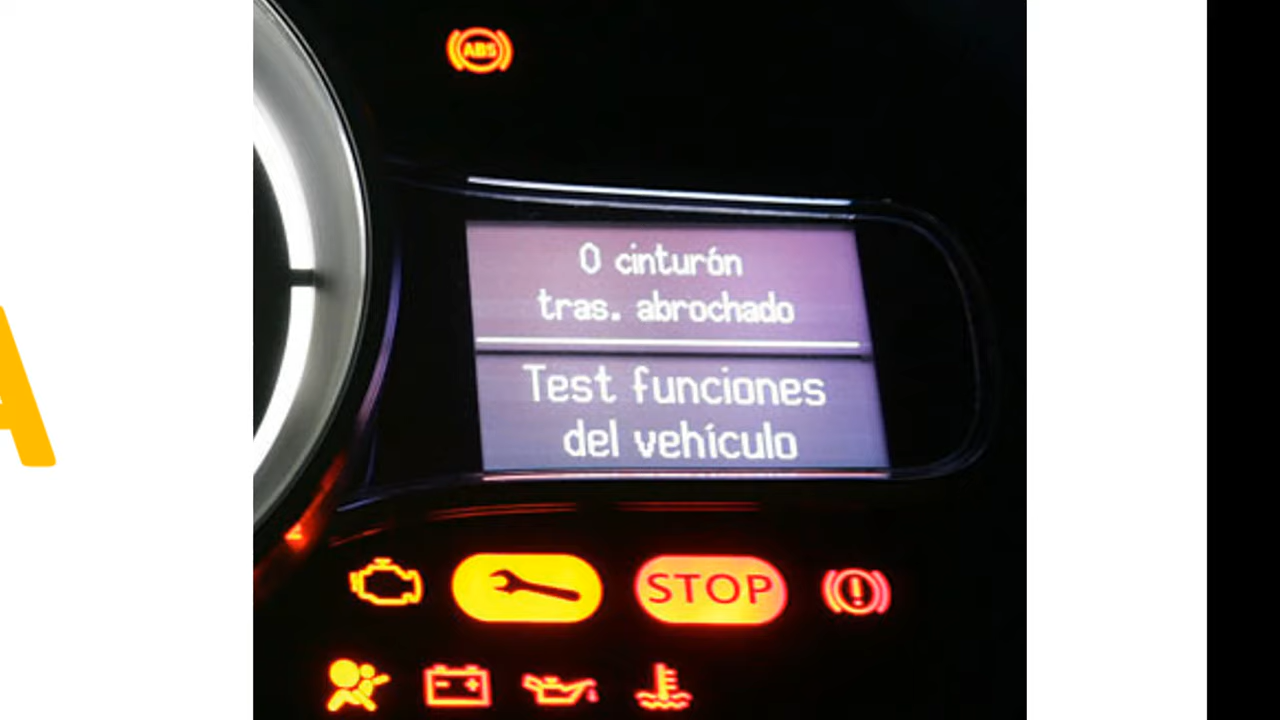 A
ABS
0 cinturón
tras. abrochado
Test funciones
del vehículo
STOP